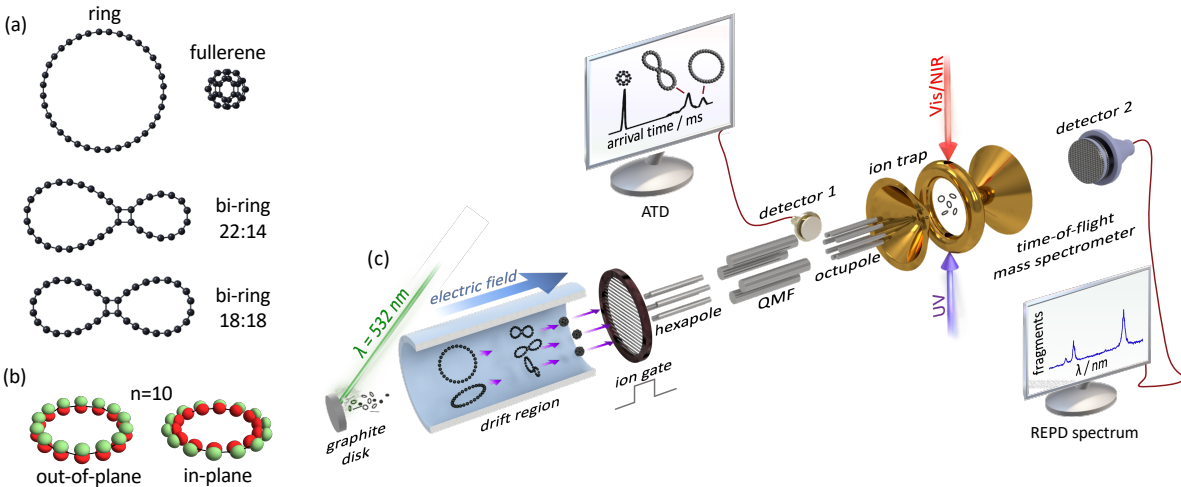 (a)
ring
fullerene
bi-ring
22:14
bi-ring
18:18
(b)
n=10
out-of-plane
in-plane
(c)
λ = 532 nm
graphite
disk
electric field
drift region
ion gate
hexapole
QMF
octupole
detector 1
arrival time / ms
ATD
ion trap
Vis/NIR
UV
detector 2
time-of-flight
mass spectrometer
fragments
λ / nm
REPD spectrum